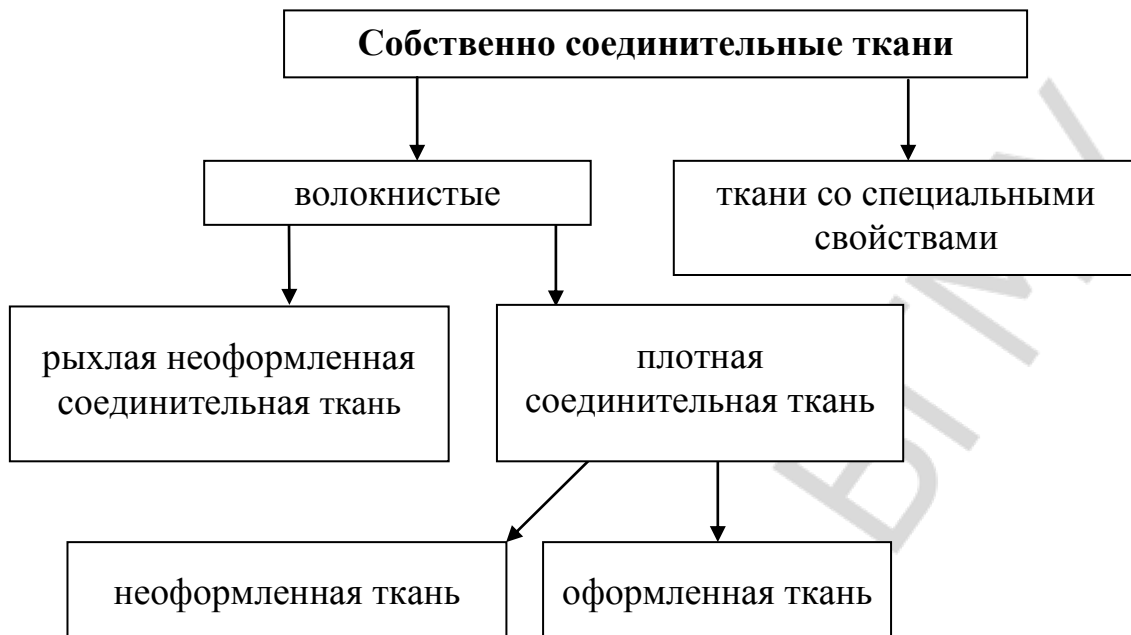 Собственно соединительные ткани
волокнистые
ткани со специальными
свойствами
рыхлая неоформленная
соединительная ткань
плотная
соединительная ткань
неоформленная ткань
оформленная ткань
БГМУ